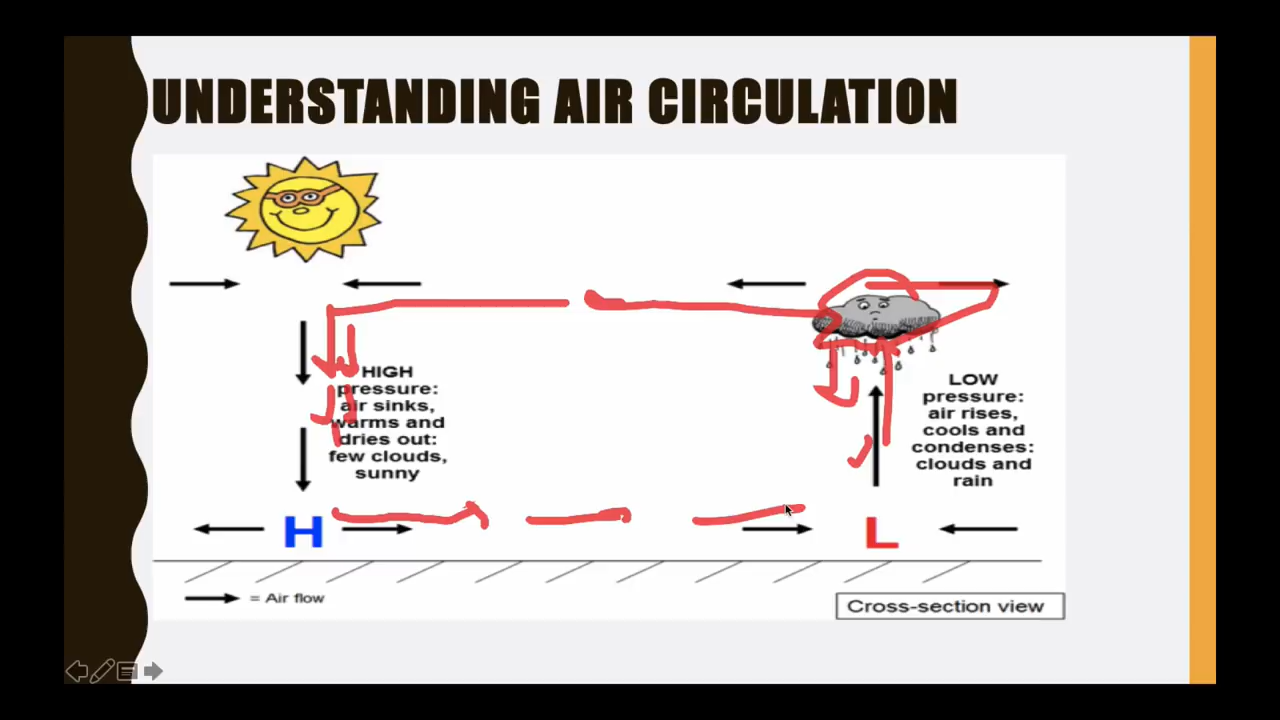 UNDERSTANDING AIR CIRCULATION
HIGH
pressure:
air sinks,
warms and
dries out:
few clouds,
sunny
LOW
pressure:
air rises,
cools and
condenses:
clouds and
rain
H
L
= Air flow
Cross-section view